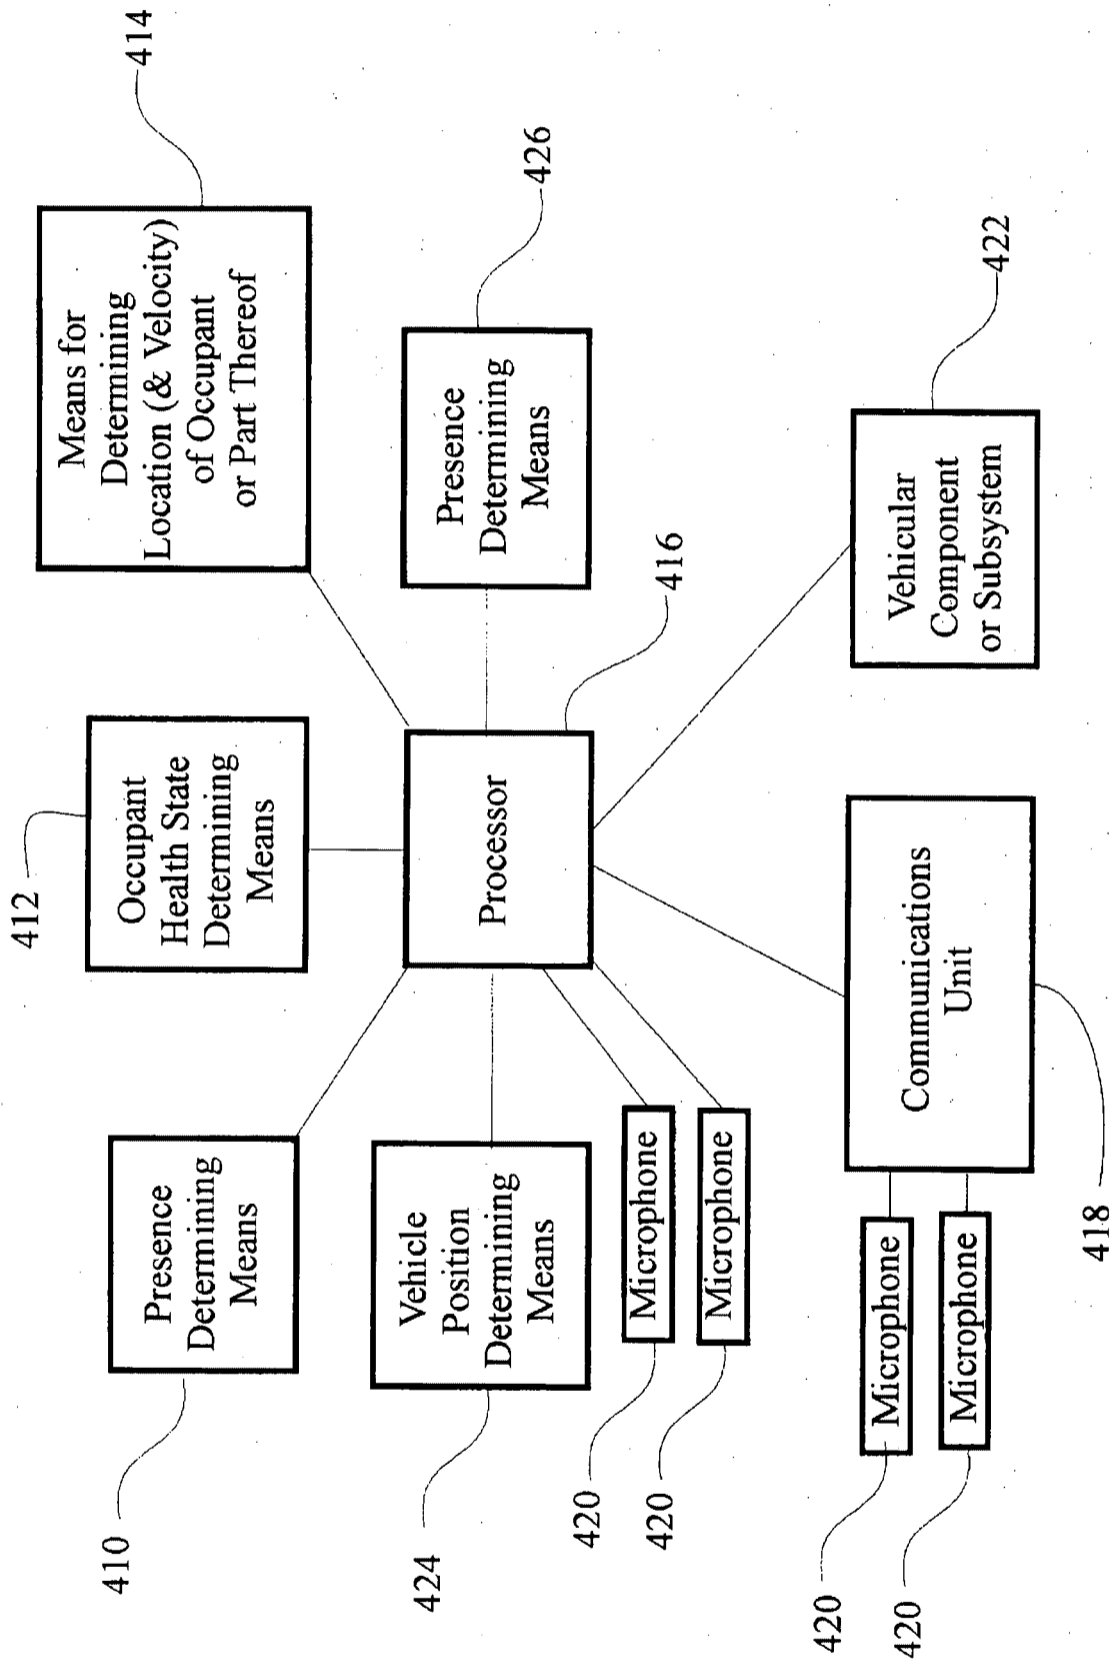 412
414
Occupant
Health State
Determining
Means
Means for
Determining
Location (& Velocity)
of Occupant
or Part Thereof
410
Presence
Determining
Means
424
Vehicle
Position
Determining
Means
Processor
416
Presence
Determining
Means
426
420
Microphone
420
Microphone
420
Microphone
420
Microphone
Communications
Unit
418
Vehicular
Component
or Subsystem
422